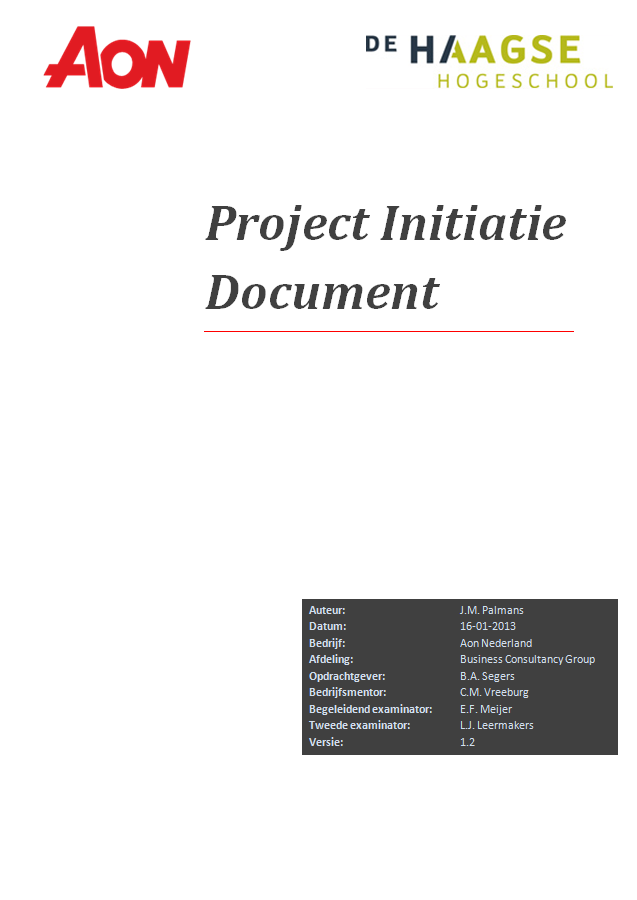 AON
DE HAAGSE
HOGESCHOOL
Project Initiatie
Document
Auteur: J.M. Palmans
Datum: 16-01-2013
Bedrijf: Aon Nederland
Afdeling: Business Consultancy Group
Opdrachtgever: B.A. Segers
Bedrijfsmentor: C.M. Vreeburg
Begeleidend examinator: E.F. Meijer
Tweede examinator: L.J. Leermakers
Versie: 1.2